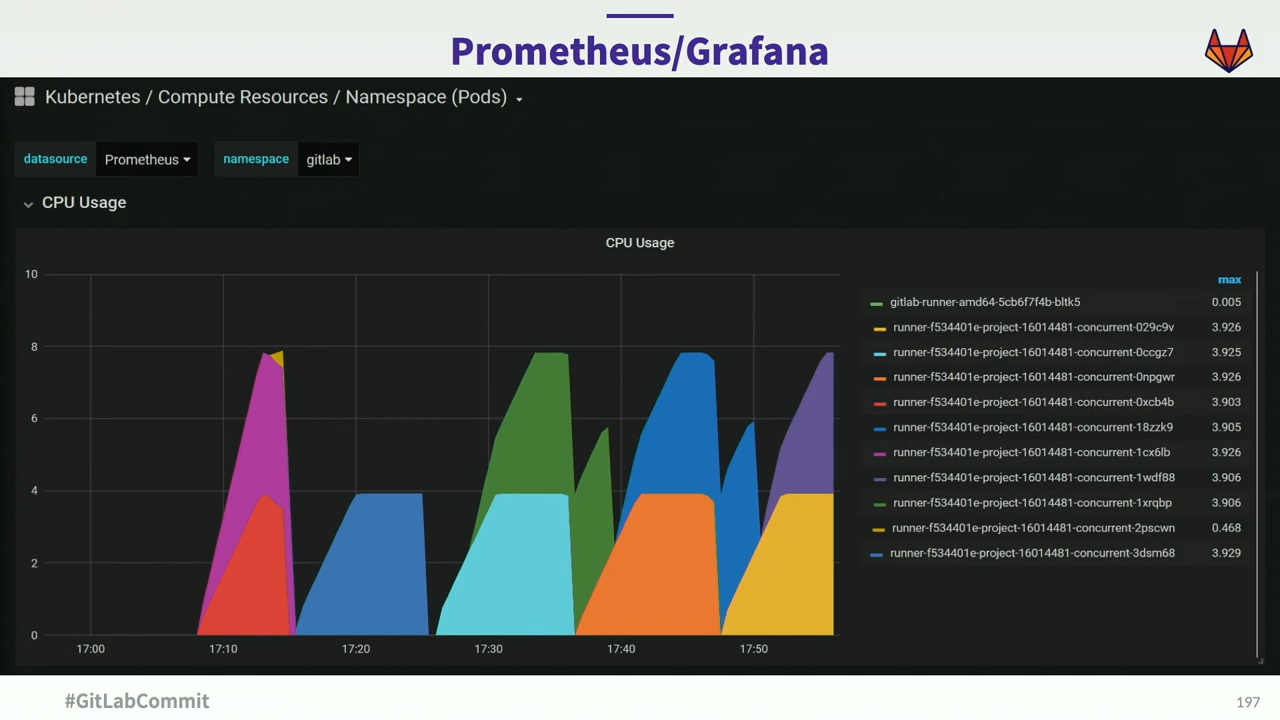 Prometheus/Grafana
Kubernetes / Compute Resources / Namespace (Pods)
datasource Prometheus namespace gitlab
CPU Usage
CPU Usage
max
10
8
6
4
2
0
17:00 17:10 17:20 17:30 17:40 17:50
gitlab-runner-amd64-5cb6f7f4b-bltk5 0.005
runner-f534401e-project-16014481-concurrent-029c9v 3.926
runner-f534401e-project-16014481-concurrent-0ccgz7 3.925
runner-f534401e-project-16014481-concurrent-0npgwr 3.926
runner-f534401e-project-16014481-concurrent-0xcb4b 3.903
runner-f534401e-project-16014481-concurrent-18zzk9 3.905
runner-f534401e-project-16014481-concurrent-1cx6lb 3.926
runner-f534401e-project-16014481-concurrent-1wdf88 3.906
runner-f534401e-project-16014481-concurrent-1xrqbp 3.906
runner-f534401e-project-16014481-concurrent-2pscwn 0.468
runner-f534401e-project-16014481-concurrent-3dsm68 3.929
#GitLabCommit
197